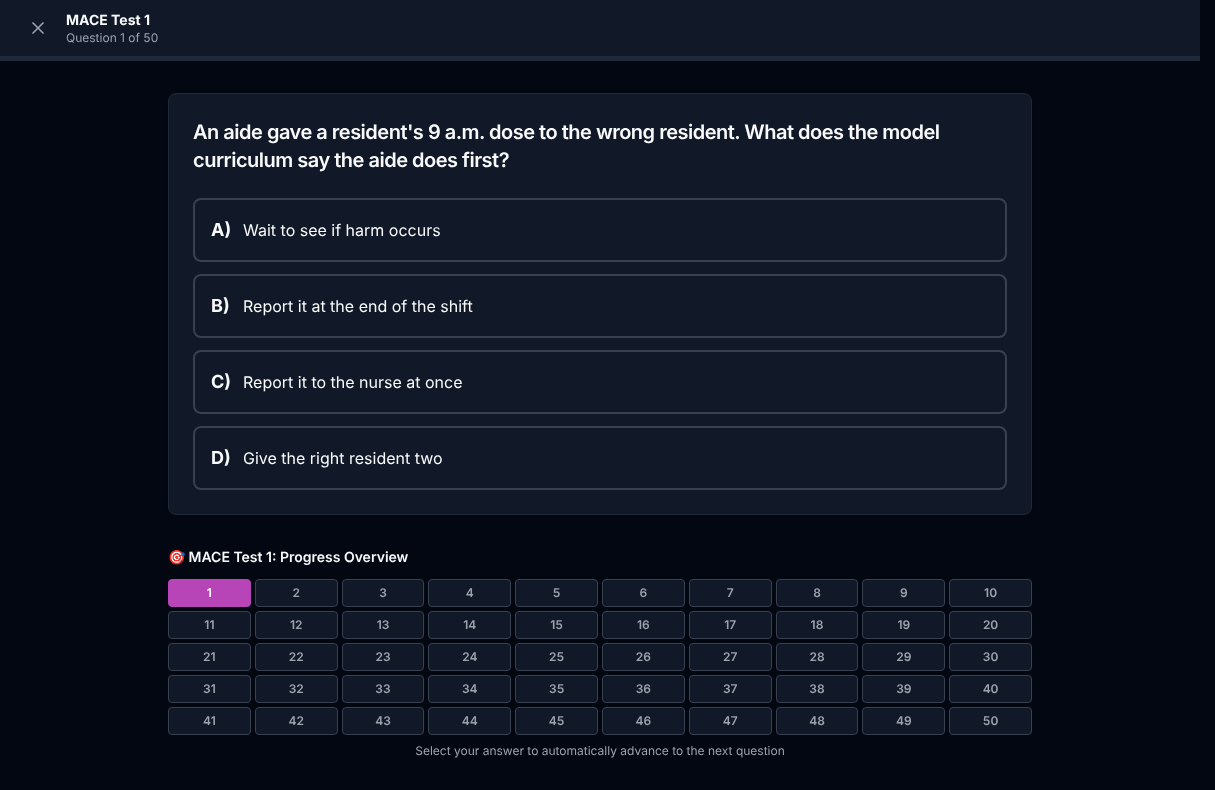 MACE Test 1
Question 1 of 50
An aide gave a resident's 9 a.m. dose to the wrong resident. What does the model
curriculum say the aide does first?
A) Wait to see if harm occurs
B) Report it at the end of the shift
C) Report it to the nurse at once
D) Give the right resident two
🎯 MACE Test 1: Progress Overview
1 2 3 4 5 6 7 8 9 10
11 12 13 14 15 16 17 18 19 20
21 22 23 24 25 26 27 28 29 30
31 32 33 34 35 36 37 38 39 40
41 42 43 44 45 46 47 48 49 50
Select your answer to automatically advance to the next question